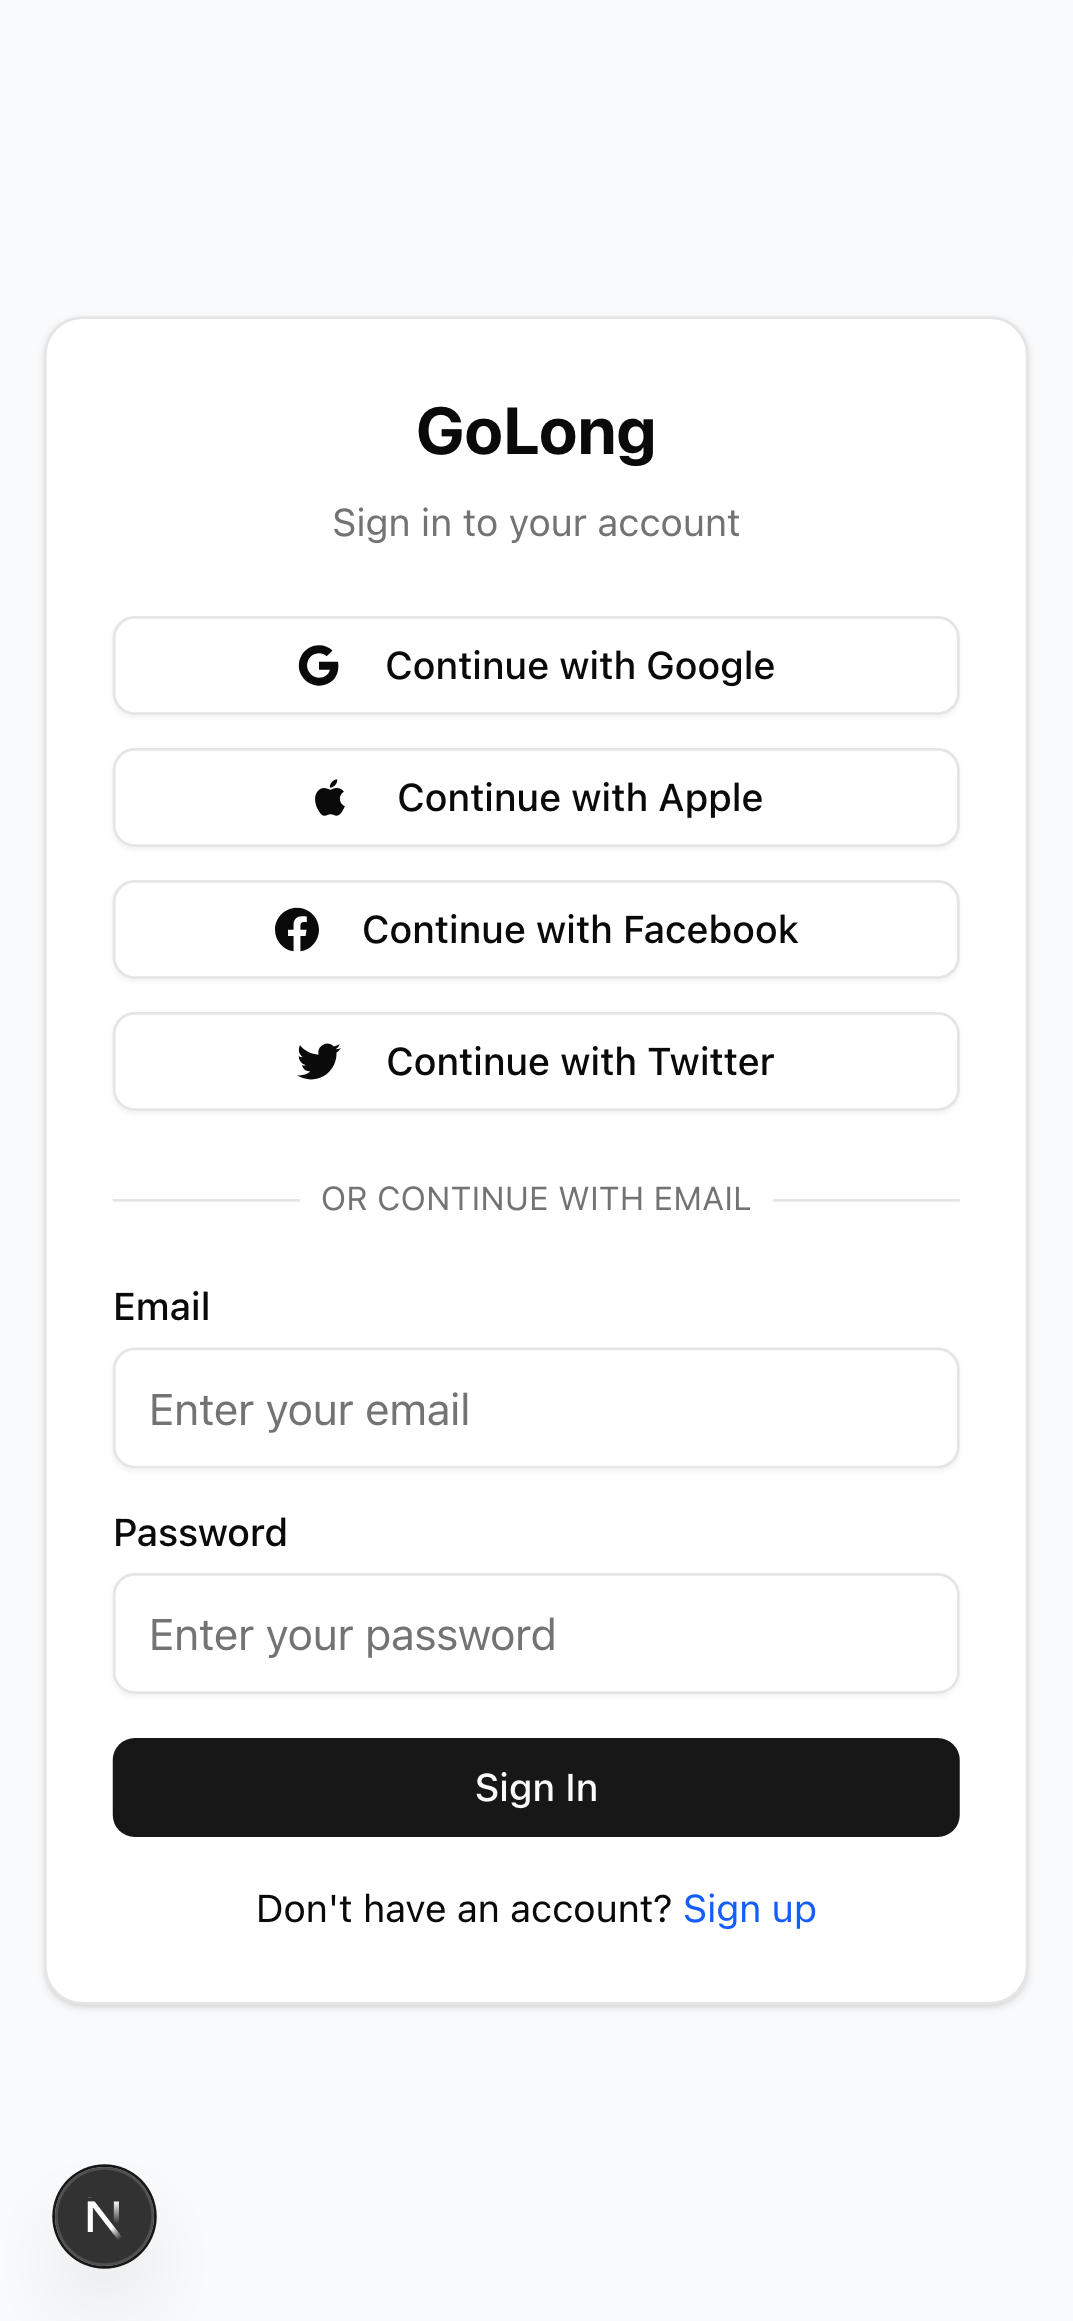 GoLong
Sign in to your account
Continue with Google
Continue with Apple
Continue with Facebook
Continue with Twitter
OR CONTINUE WITH EMAIL
Email
Enter your email
Password
Enter your password
Sign In
Don't have an account? Sign up
N